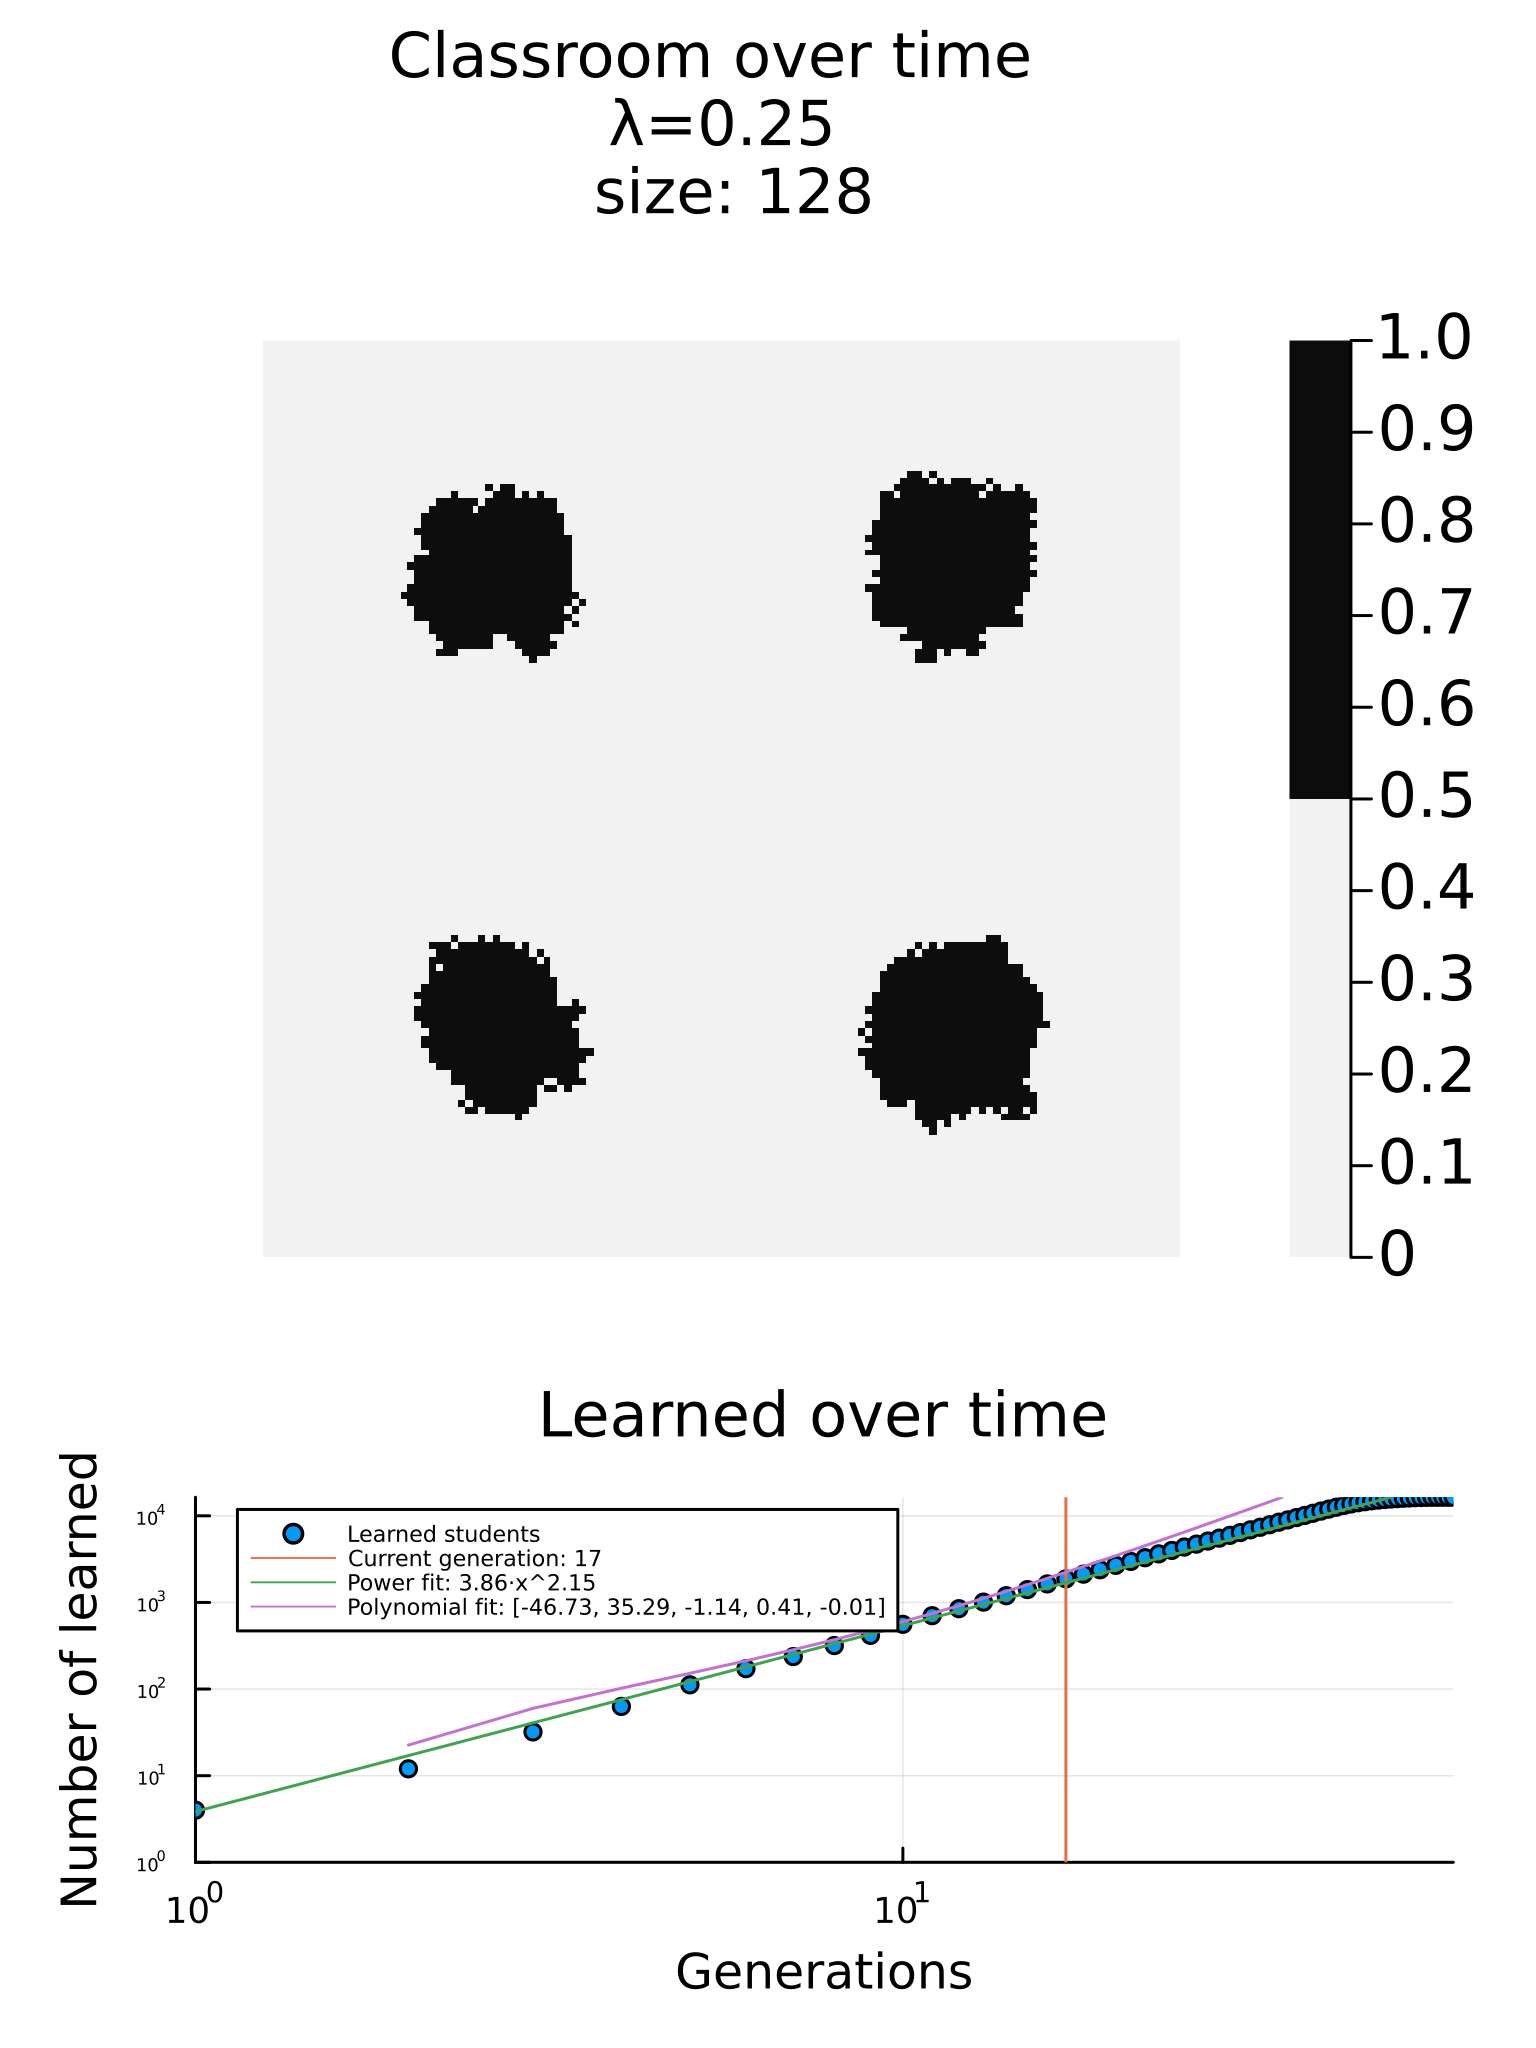 Classroom over time
λ=0.25
size: 128
1.0
0.9
0.8
0.7
0.6
0.5
0.4
0.3
0.2
0.1
0
Learned over time
Number of learned
10^4
10^3
10^2
10^1
10^0
Learned students
Current generation: 17
Power fit: 3.86·x^2.15
Polynomial fit: [-46.73, 35.29, -1.14, 0.41, -0.01]
10^0 10^1
Generations